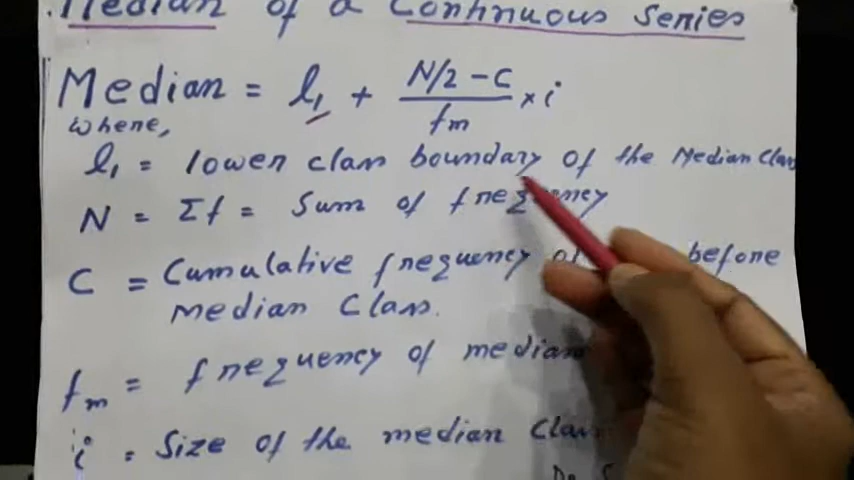 Median of a Continuous Series
Median = l₁ + (N/2 - C)/fm × i
where,
l₁ = lower class boundary of the Median Class
N = Σf = Sum of frequency
C = Cumulative frequency before
median Class.
fm = frequency of median
i = Size of the median Class